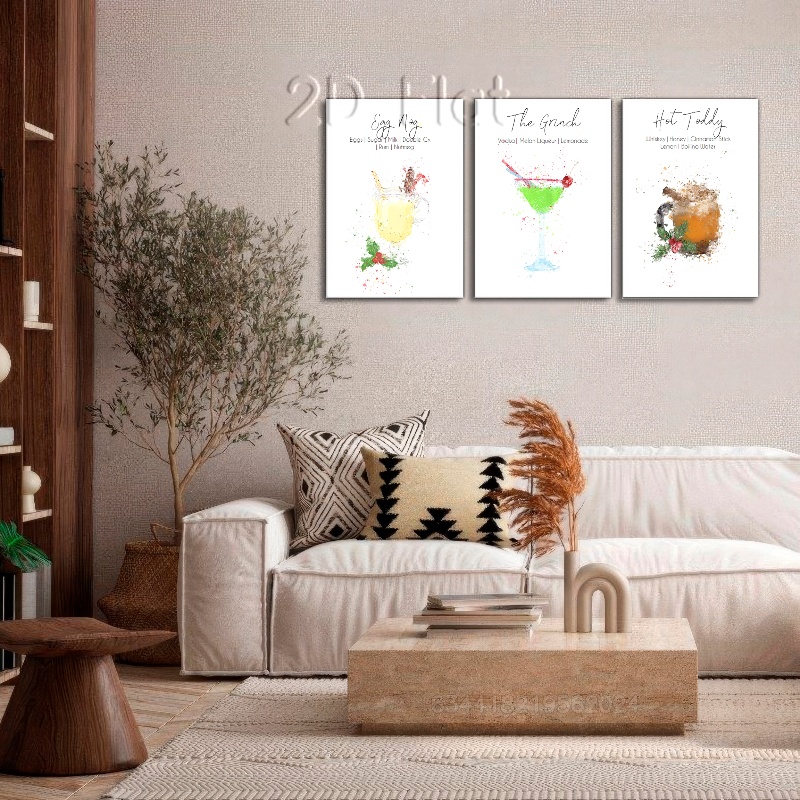 2D Flat
Egg Nog
Eggs | Sugar | Milk | Double Cr
| Rum | Nutmeg
The Grinch
Vodka | Melon Liqueur | Lemonade
Hot Toddy
Whiskey | Honey | Cinnamon Stick
Lemon | Boiling Water